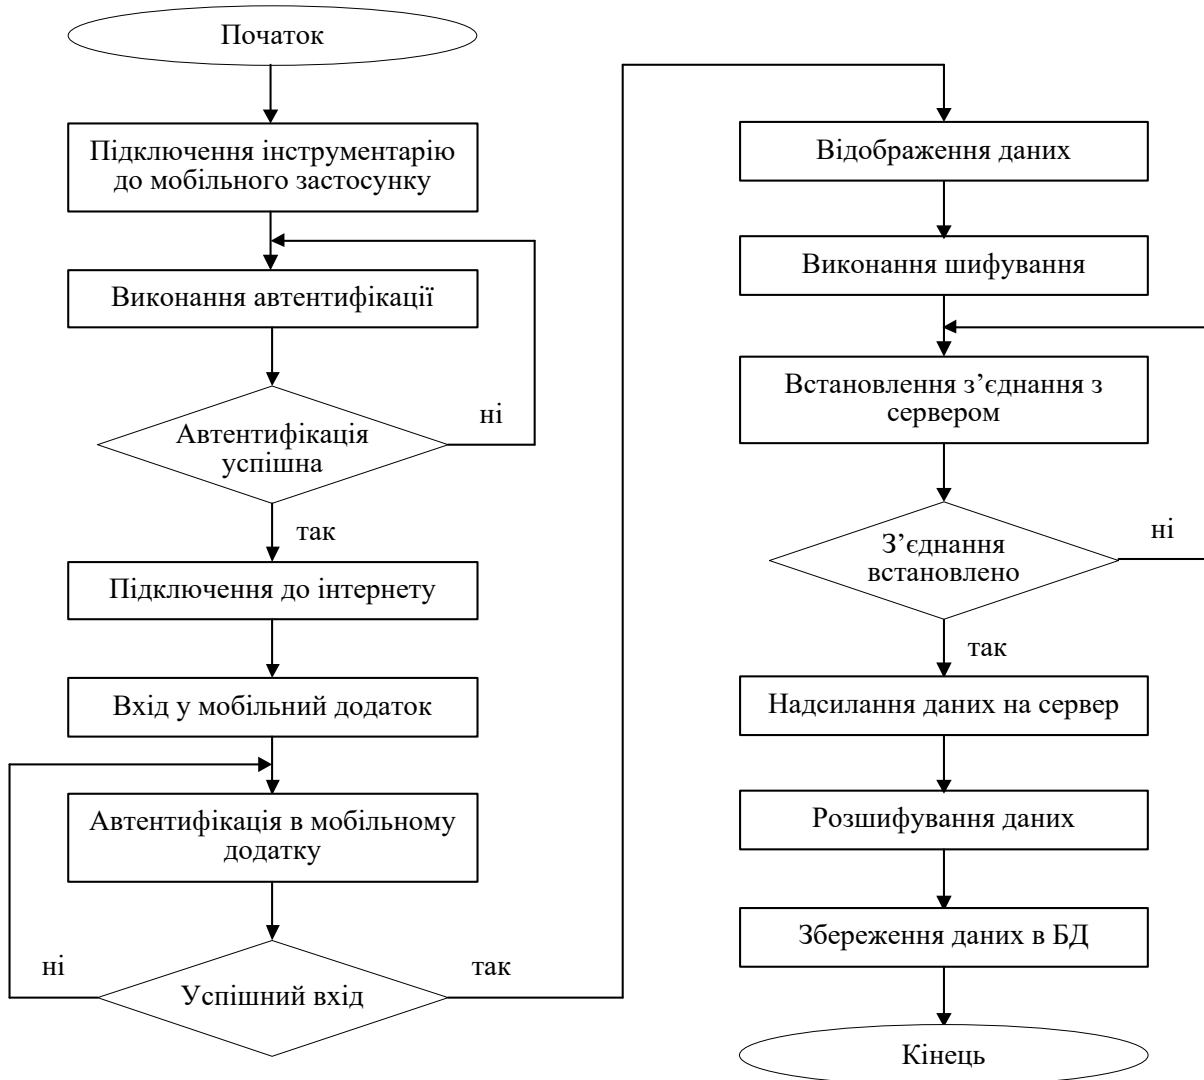 Початок
Підключення інструментарію
до мобільного застосунку
Виконання автентифікації
Автентифікація
успішна
ні
так
Підключення до інтернету
Вхід у мобільний додаток
Автентифікація в мобільному
додатку
ні
Успішний вхід
так
Відображення даних
Виконання шифування
Встановлення з’єднання з
сервером
З’єднання
встановлено
ні
так
Надсилання даних на сервер
Розшифування даних
Збереження даних в БД
Кінець